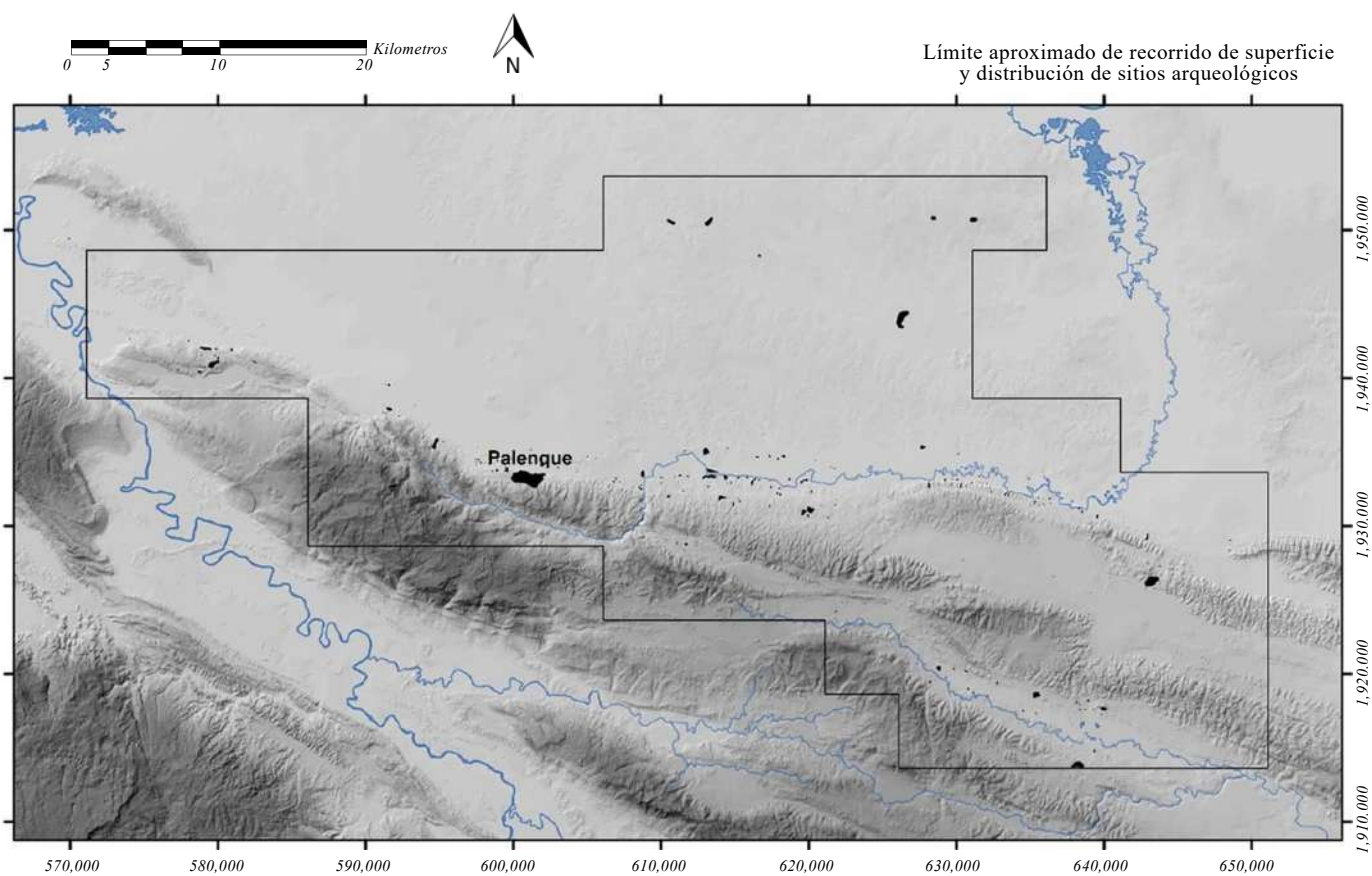 0 5 10 20 Kilometros
N
Límite aproximado de recorrido de superficie
y distribución de sitios arqueológicos
1,950.000
1,940.000
1,930.000
1,920.000
1,910.000
Palenque
570,000 580,000 590,000 600,000 610,000 620,000 630,000 640,000 650,000